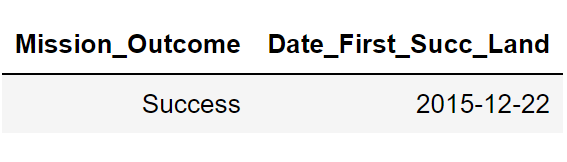 Mission_Outcome Date_First_Succ_Land
Success 2015-12-22